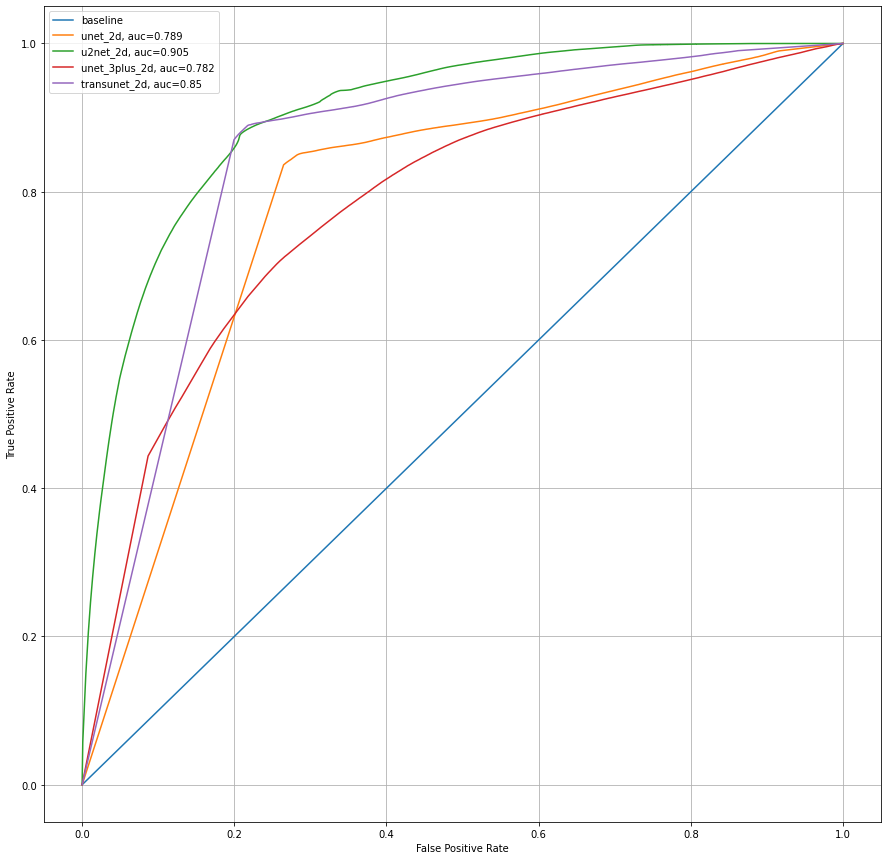 baseline
unet_2d, auc=0.789
u2net_2d, auc=0.905
unet_3plus_2d, auc=0.782
transunet_2d, auc=0.85
True Positive Rate
1.0
0.8
0.6
0.4
0.2
0.0
0.0 0.2 0.4 0.6 0.8 1.0
False Positive Rate